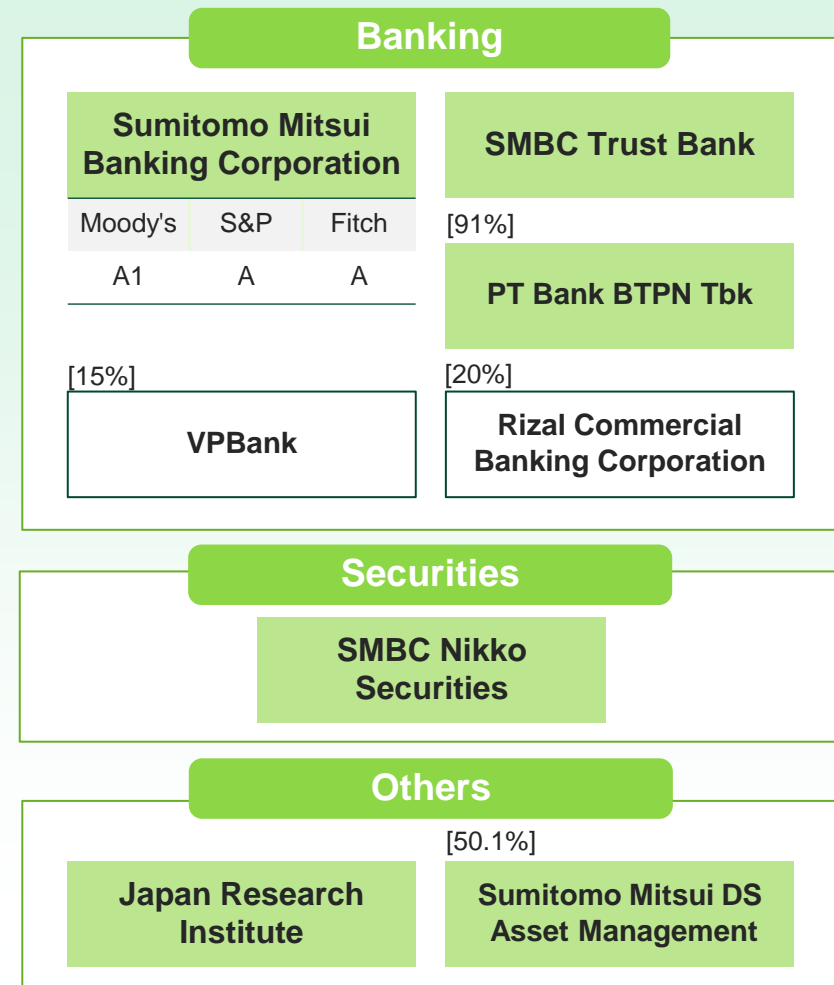 Banking
Sumitomo Mitsui
Banking Corporation
Moody's S&P Fitch
A1 A A
SMBC Trust Bank
[91%]
PT Bank BTPN Tbk
[15%]
VPBank
[20%]
Rizal Commercial
Banking Corporation
Securities
SMBC Nikko
Securities
Others
Japan Research
Institute
[50.1%]
Sumitomo Mitsui DS
Asset Management